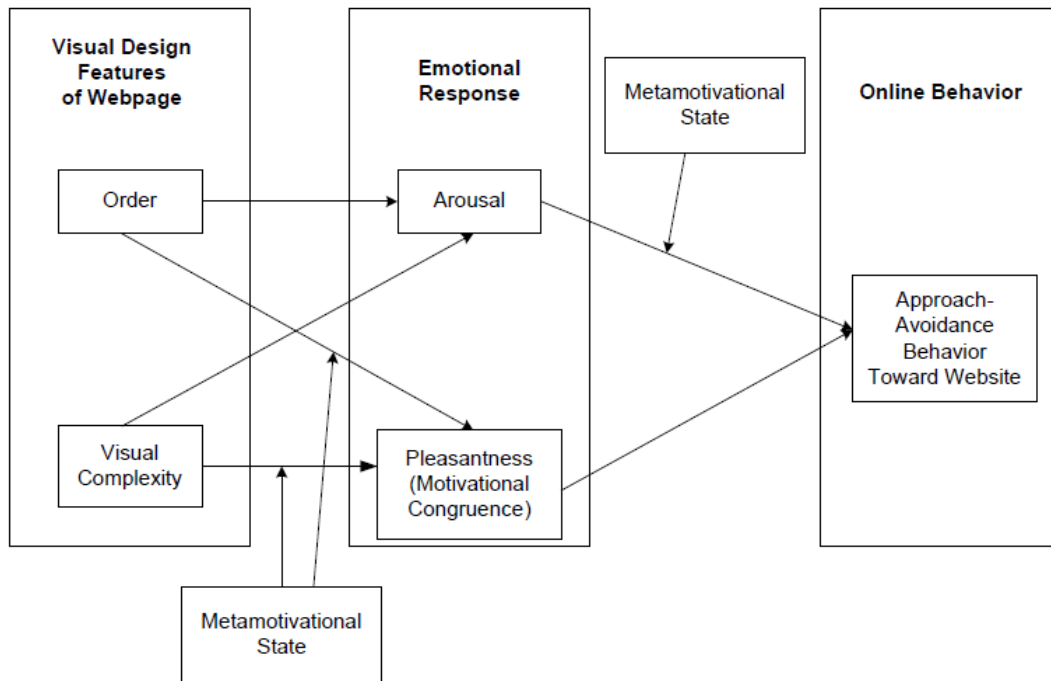 Visual Design
Features
of Webpage
Emotional
Response
Metamotivational
State
Online Behavior
Order
Arousal
Approach-
Avoidance
Behavior
Toward Website
Visual
Complexity
Pleasantness
(Motivational
Congruence)
Metamotivational
State